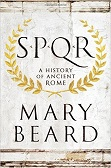 SPQR
A HISTORY OF ANCIENT
ROME
MARY
BEARD